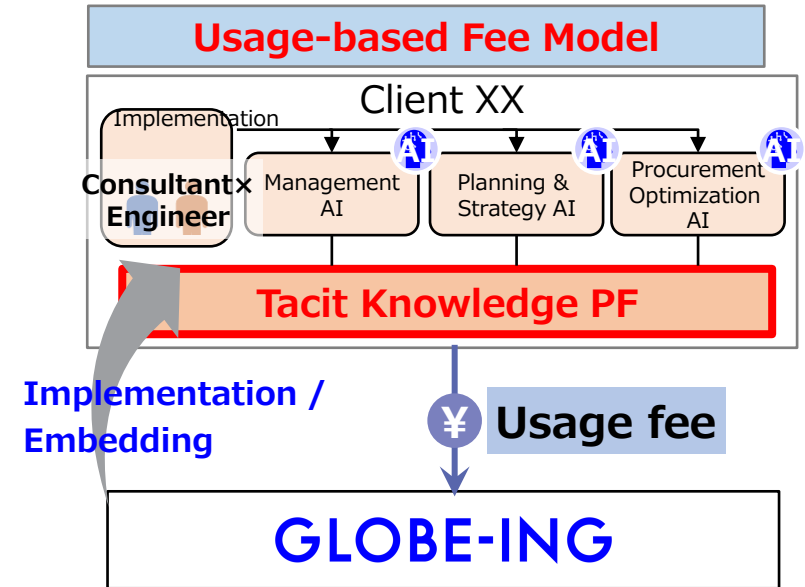 Usage-based Fee Model
Client XX
Implementation
Consultant×
Engineer
AI
Management
AI
AI
Planning &
Strategy AI
AI
Procurement
Optimization
AI
Tacit Knowledge PF
Implementation /
Embedding
¥
Usage fee
GLOBE-ING